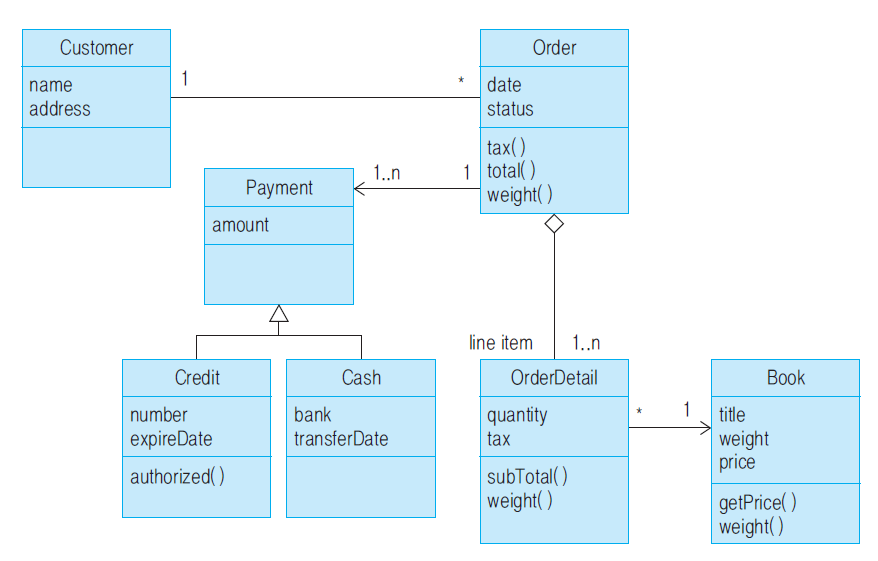 Customer
name
address
1
*
Order
date
status
tax( )
total( )
weight( )
1..n
1
Payment
amount
line item
1..n
Credit
number
expireDate
authorized( )
Cash
bank
transferDate
OrderDetail
quantity
tax
subTotal( )
weight( )
*
1
Book
title
weight
price
getPrice( )
weight( )